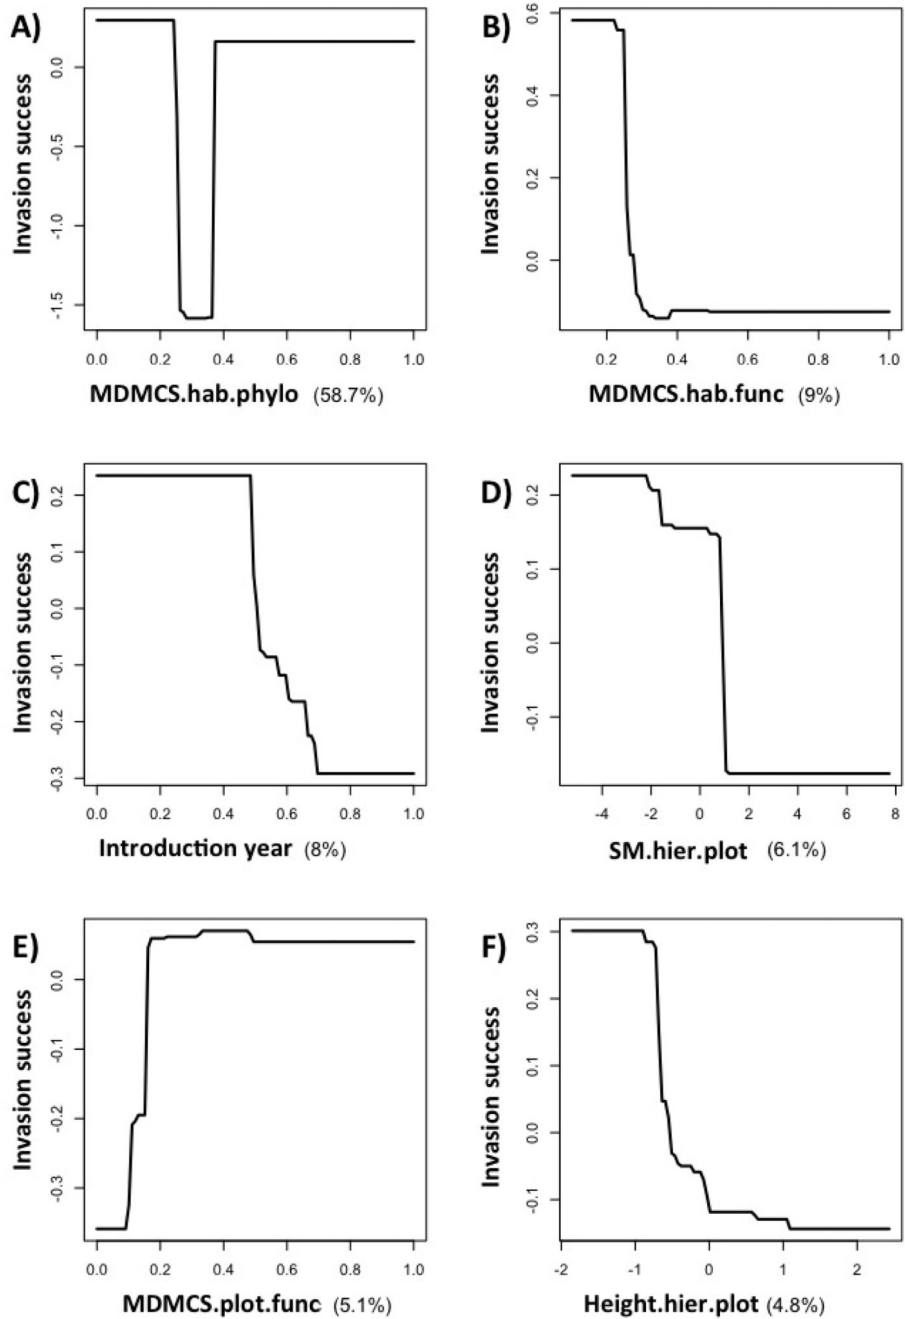 A)
Invasion success
0.0
-0.5
-1.0
-1.5
0.0 0.2 0.4 0.6 0.8 1.0
MDMCS.hab.phylo (58.7%)
B)
Invasion success
0.6
0.4
0.2
0.0
0.2 0.4 0.6 0.8 1.0
MDMCS.hab.func (9%)
C)
Invasion success
0.2
0.1
0.0
-0.1
-0.2
-0.3
0.0 0.2 0.4 0.6 0.8 1.0
Introduction year (8%)
D)
Invasion success
0.2
0.1
0.0
-0.1
-4 -2 0 2 4 6 8
SM.hier.plot (6.1%)
E)
Invasion success
0.0
-0.1
-0.2
-0.3
0.0 0.2 0.4 0.6 0.8 1.0
MDMCS.plot.func (5.1%)
F)
Invasion success
0.3
0.2
0.1
0.0
-0.1
-2 -1 0 1 2
Height.hier.plot (4.8%)